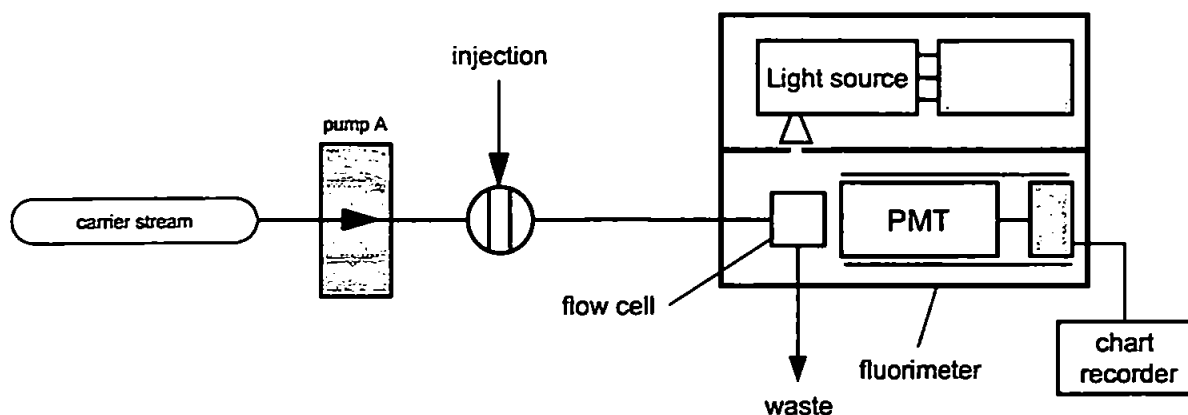 injection
Light source
pump A
carrier stream
PMT
flow cell
fluorimeter
chart
recorder
waste